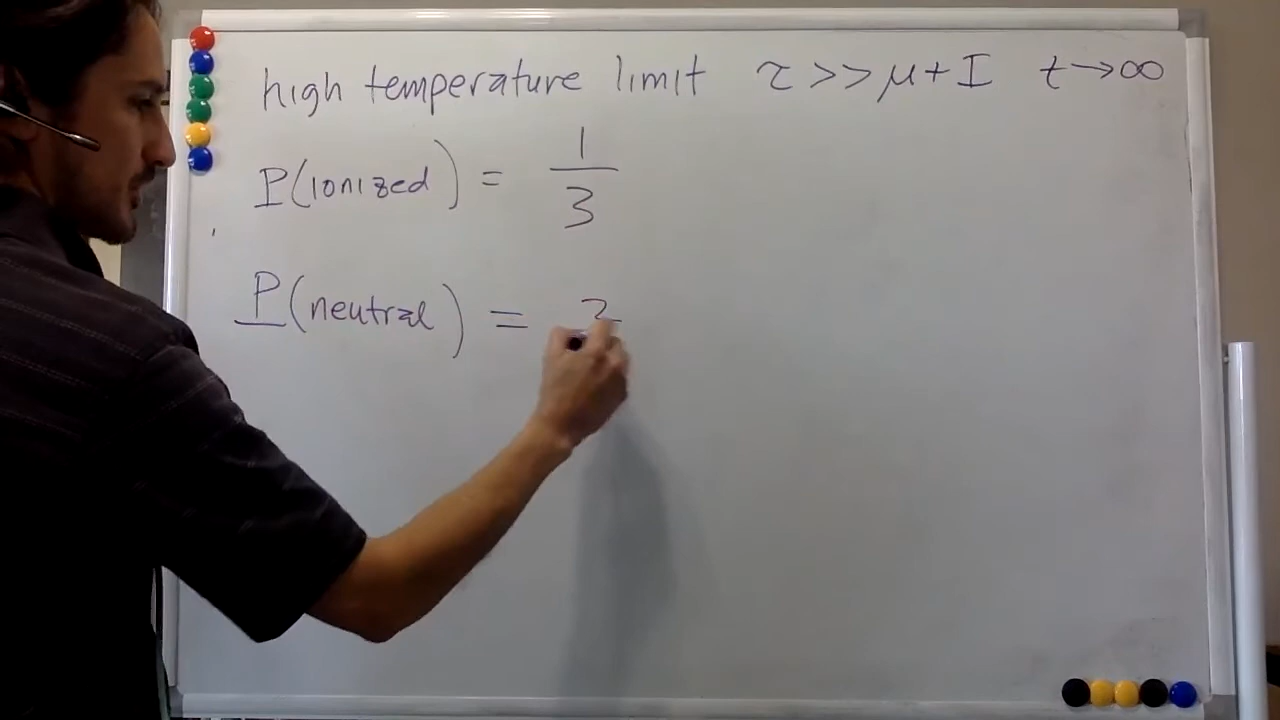 high temperature limit τ >> μ + I t → ∞
P(ionized) = 1/3
P(neutral) = 2